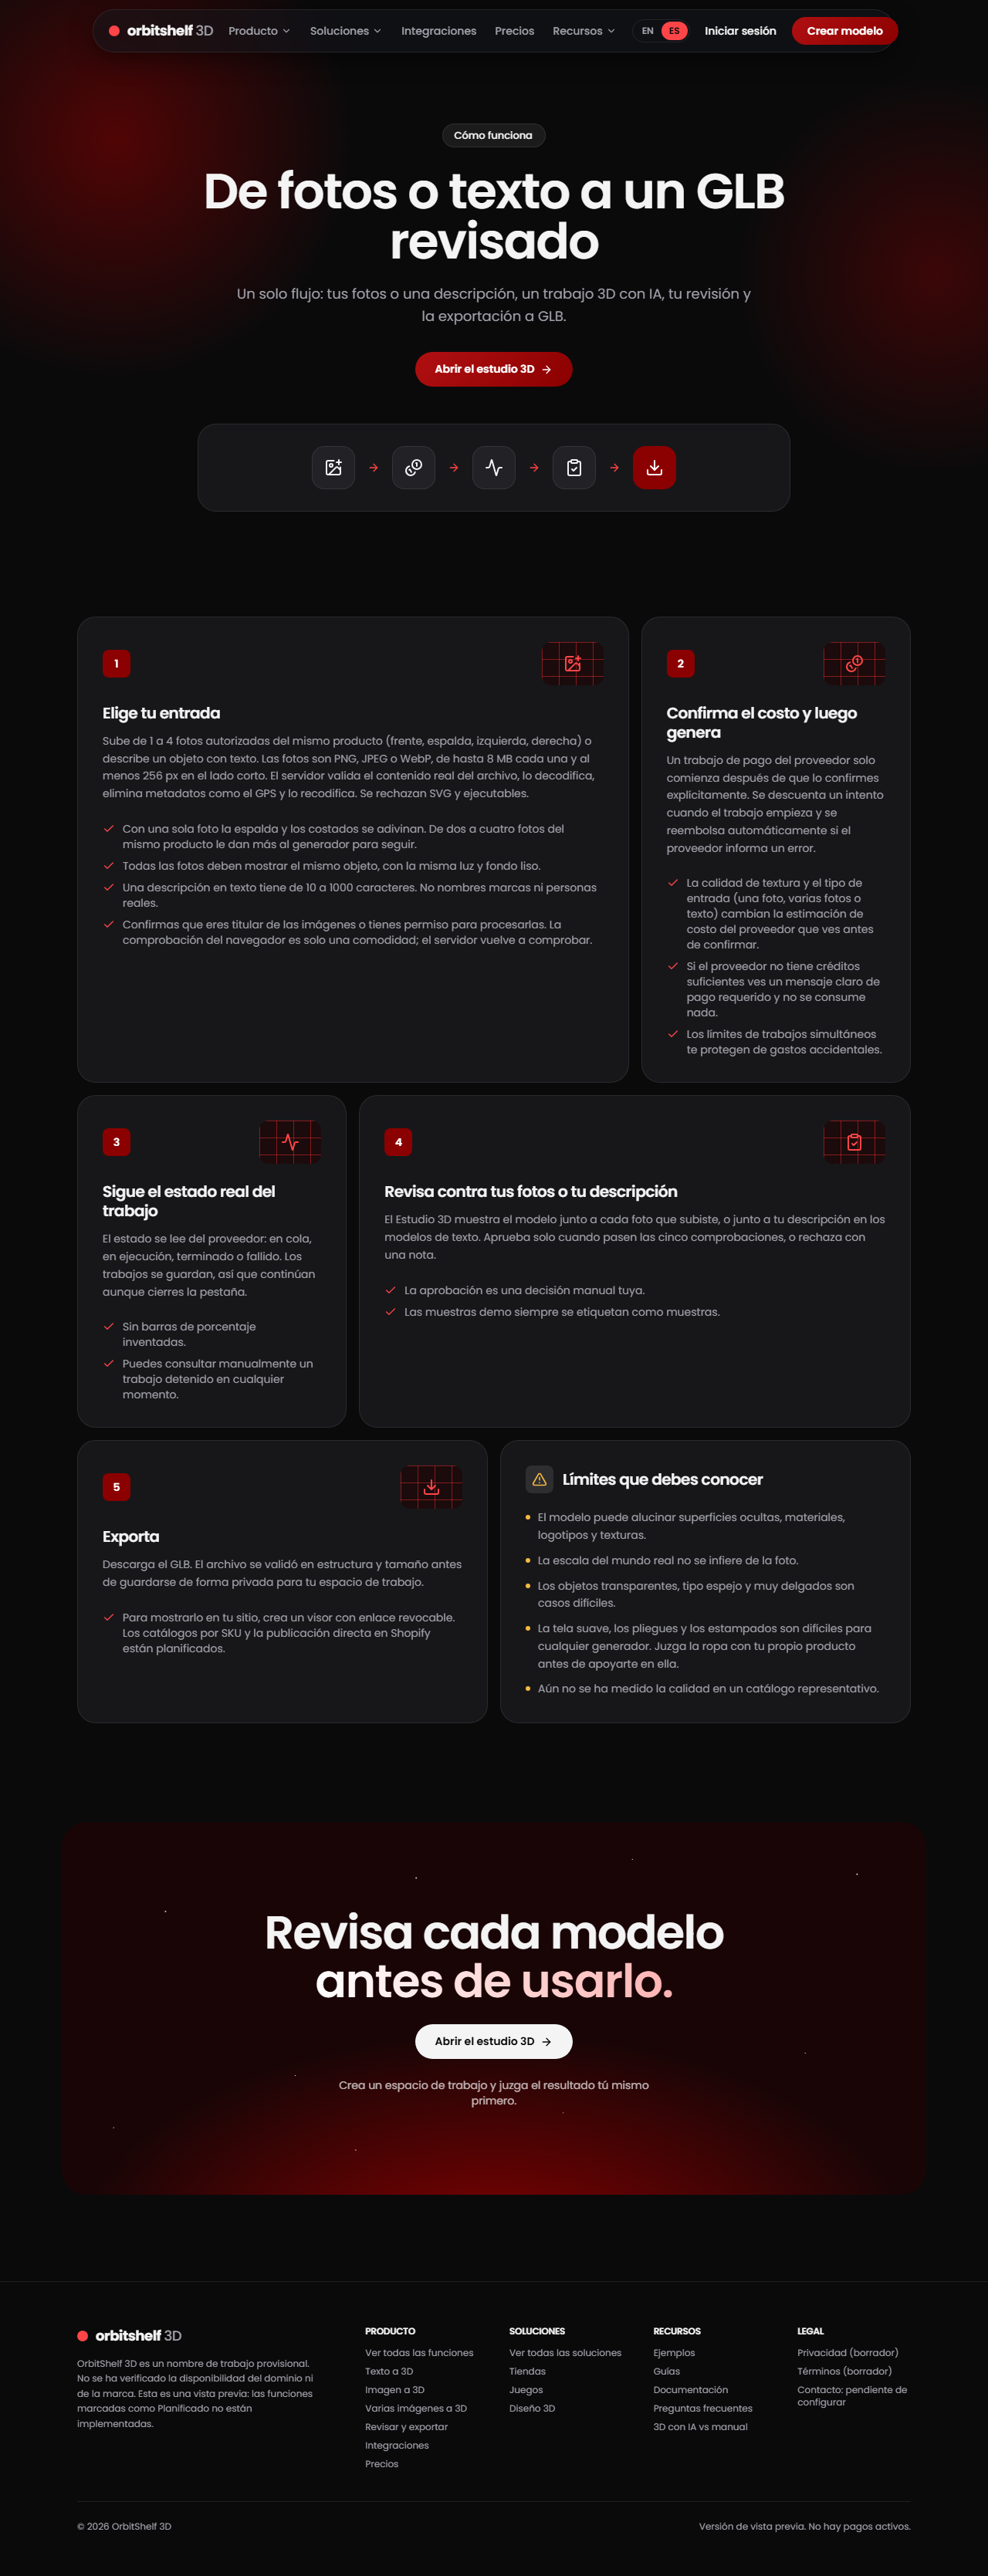 orbitshelf 3D
Producto
Soluciones
Integraciones
Precios
Recursos
EN
ES
Iniciar sesión
Crear modelo
Cómo funciona
De fotos o texto a un GLB
revisado
Un solo flujo: tus fotos o una descripción, un trabajo 3D con IA, tu revisión y
la exportación a GLB.
Abrir el estudio 3D
1
Elige tu entrada
Sube de 1 a 4 fotos autorizadas del mismo producto (frente, espalda, izquierda, derecha) o
describe un objeto con texto. Las fotos son PNG, JPEG o WebP, de hasta 8 MB cada una y al
menos 256 px en el lado corto. El servidor valida el contenido real del archivo, lo decodifica,
elimina metadatos como el GPS y lo recodifica. Se rechazan SVG y ejecutables.
Con una sola foto la espalda y los costados se adivinan. De dos a cuatro fotos del
mismo producto le dan más al generador para seguir.
Todas las fotos deben mostrar el mismo objeto, con la misma luz y fondo liso.
Una descripción en texto tiene de 10 a 1000 caracteres. No nombres marcas ni personas
reales.
Confirmas que eres titular de las imágenes o tienes permiso para procesarlas. La
comprobación del navegador es solo una comodidad; el servidor vuelve a comprobar.
2
Confirma el costo y luego
genera
Un trabajo de pago del proveedor solo
comienza después de que lo confirmes
explícitamente. Se descuenta un intento
cuando el trabajo empieza y se
reembolsa automáticamente si el
proveedor informa un error.
La calidad de textura y el tipo de
entrada (una foto, varias fotos o
texto) cambian la estimación de
costo del proveedor que ves antes
de confirmar.
Si el proveedor no tiene créditos
suficientes ves un mensaje claro de
pago requerido y no se consume
nada.
Los límites de trabajos simultáneos
te protegen de gastos accidentales.
3
Sigue el estado real del
trabajo
El estado se lee del proveedor: en cola,
en ejecución, terminado o fallido. Los
trabajos se guardan, así que continúan
aunque cierres la pestaña.
Sin barras de porcentaje
inventadas.
Puedes consultar manualmente un
trabajo detenido en cualquier
momento.
4
Revisa contra tus fotos o tu descripción
El Estudio 3D muestra el modelo junto a cada foto que subiste, o junto a tu descripción en los
modelos de texto. Aprueba solo cuando pasen las cinco comprobaciones, o rechaza con
una nota.
La aprobación es una decisión manual tuya.
Las muestras demo siempre se etiquetan como muestras.
5
Exporta
Descarga el GLB. El archivo se validó en estructura y tamaño antes
de guardarse de forma privada para tu espacio de trabajo.
Para mostrarlo en tu sitio, crea un visor con enlace revocable.
Los catálogos por SKU y la publicación directa en Shopify
están planificados.
Límites que debes conocer
El modelo puede alucinar superficies ocultas, materiales,
logotipos y texturas.
La escala del mundo real no se infiere de la foto.
Los objetos transparentes, tipo espejo y muy delgados son
casos difíciles.
La tela suave, los pliegues y los estampados son difíciles para
cualquier generador. Juzga la ropa con tu propio producto
antes de apoyarte en ella.
Aún no se ha medido la calidad en un catálogo representativo.
Revisa cada modelo
antes de usarlo.
Abrir el estudio 3D
Crea un espacio de trabajo y juzga el resultado tú mismo
primero.
orbitshelf 3D
OrbitShelf 3D es un nombre de trabajo provisional.
No se ha verificado la disponibilidad del dominio ni
de la marca. Esta es una vista previa: las funciones
marcadas como Planificado no están
implementadas.
PRODUCTO
Ver todas las funciones
Texto a 3D
Imagen a 3D
Varias imágenes a 3D
Revisar y exportar
Integraciones
Precios
SOLUCIONES
Ver todas las soluciones
Tiendas
Juegos
Diseño 3D
RECURSOS
Ejemplos
Guías
Documentación
Preguntas frecuentes
3D con IA vs manual
LEGAL
Privacidad (borrador)
Términos (borrador)
Contacto: pendiente de
configurar
© 2026 OrbitShelf 3D
Versión de vista previa. No hay pagos activos.